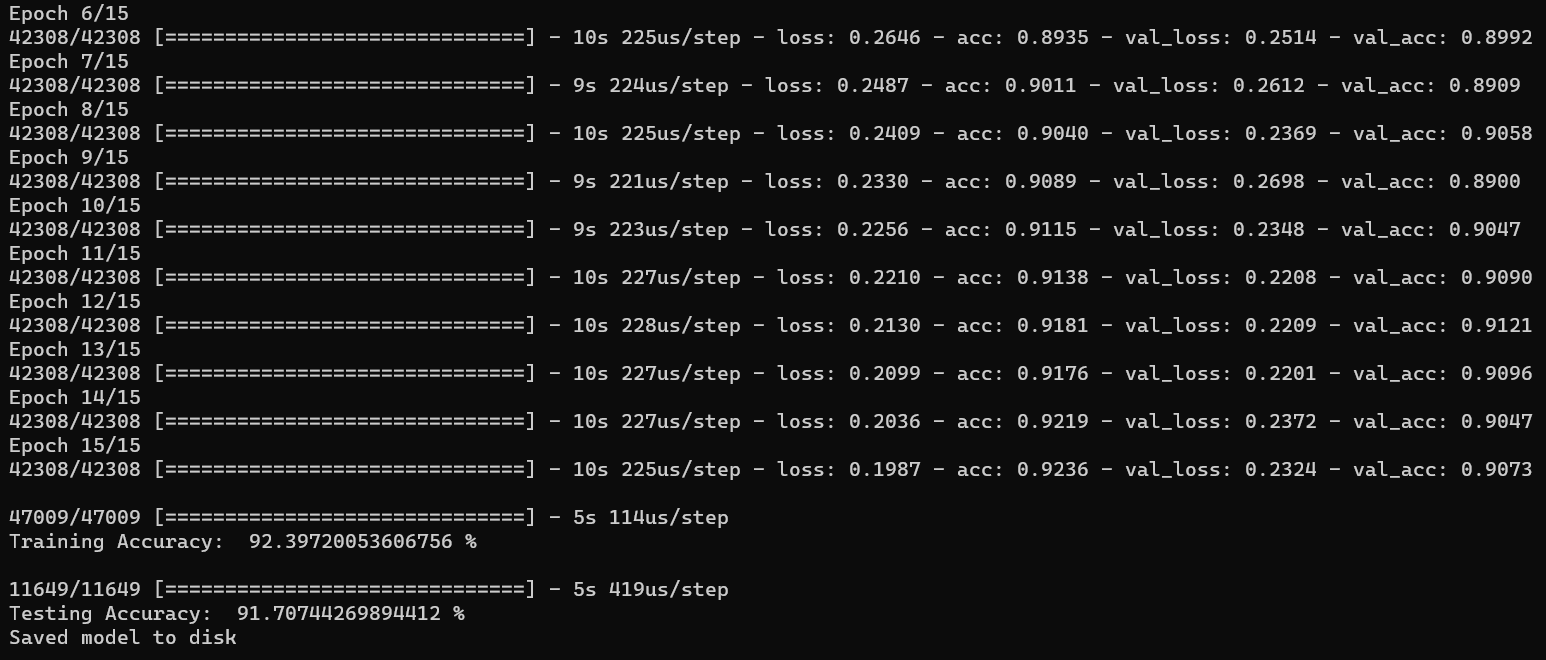 Epoch 6/15
42308/42308 [==============================] - 10s 225us/step - loss: 0.2646 - acc: 0.8935 - val_loss: 0.2514 - val_acc: 0.8992
Epoch 7/15
42308/42308 [==============================] - 9s 224us/step - loss: 0.2487 - acc: 0.9011 - val_loss: 0.2612 - val_acc: 0.8909
Epoch 8/15
42308/42308 [==============================] - 10s 225us/step - loss: 0.2409 - acc: 0.9040 - val_loss: 0.2369 - val_acc: 0.9058
Epoch 9/15
42308/42308 [==============================] - 9s 221us/step - loss: 0.2330 - acc: 0.9089 - val_loss: 0.2698 - val_acc: 0.8900
Epoch 10/15
42308/42308 [==============================] - 9s 223us/step - loss: 0.2256 - acc: 0.9115 - val_loss: 0.2348 - val_acc: 0.9047
Epoch 11/15
42308/42308 [==============================] - 10s 227us/step - loss: 0.2210 - acc: 0.9138 - val_loss: 0.2208 - val_acc: 0.9090
Epoch 12/15
42308/42308 [==============================] - 10s 228us/step - loss: 0.2130 - acc: 0.9181 - val_loss: 0.2209 - val_acc: 0.9121
Epoch 13/15
42308/42308 [==============================] - 10s 227us/step - loss: 0.2099 - acc: 0.9176 - val_loss: 0.2201 - val_acc: 0.9096
Epoch 14/15
42308/42308 [==============================] - 10s 227us/step - loss: 0.2036 - acc: 0.9219 - val_loss: 0.2372 - val_acc: 0.9047
Epoch 15/15
42308/42308 [==============================] - 10s 225us/step - loss: 0.1987 - acc: 0.9236 - val_loss: 0.2324 - val_acc: 0.9073
47009/47009 [==============================] - 5s 114us/step
Training Accuracy:  92.39720053606756 %
11649/11649 [==============================] - 5s 419us/step
Testing Accuracy:  91.70744269894412 %
Saved model to disk